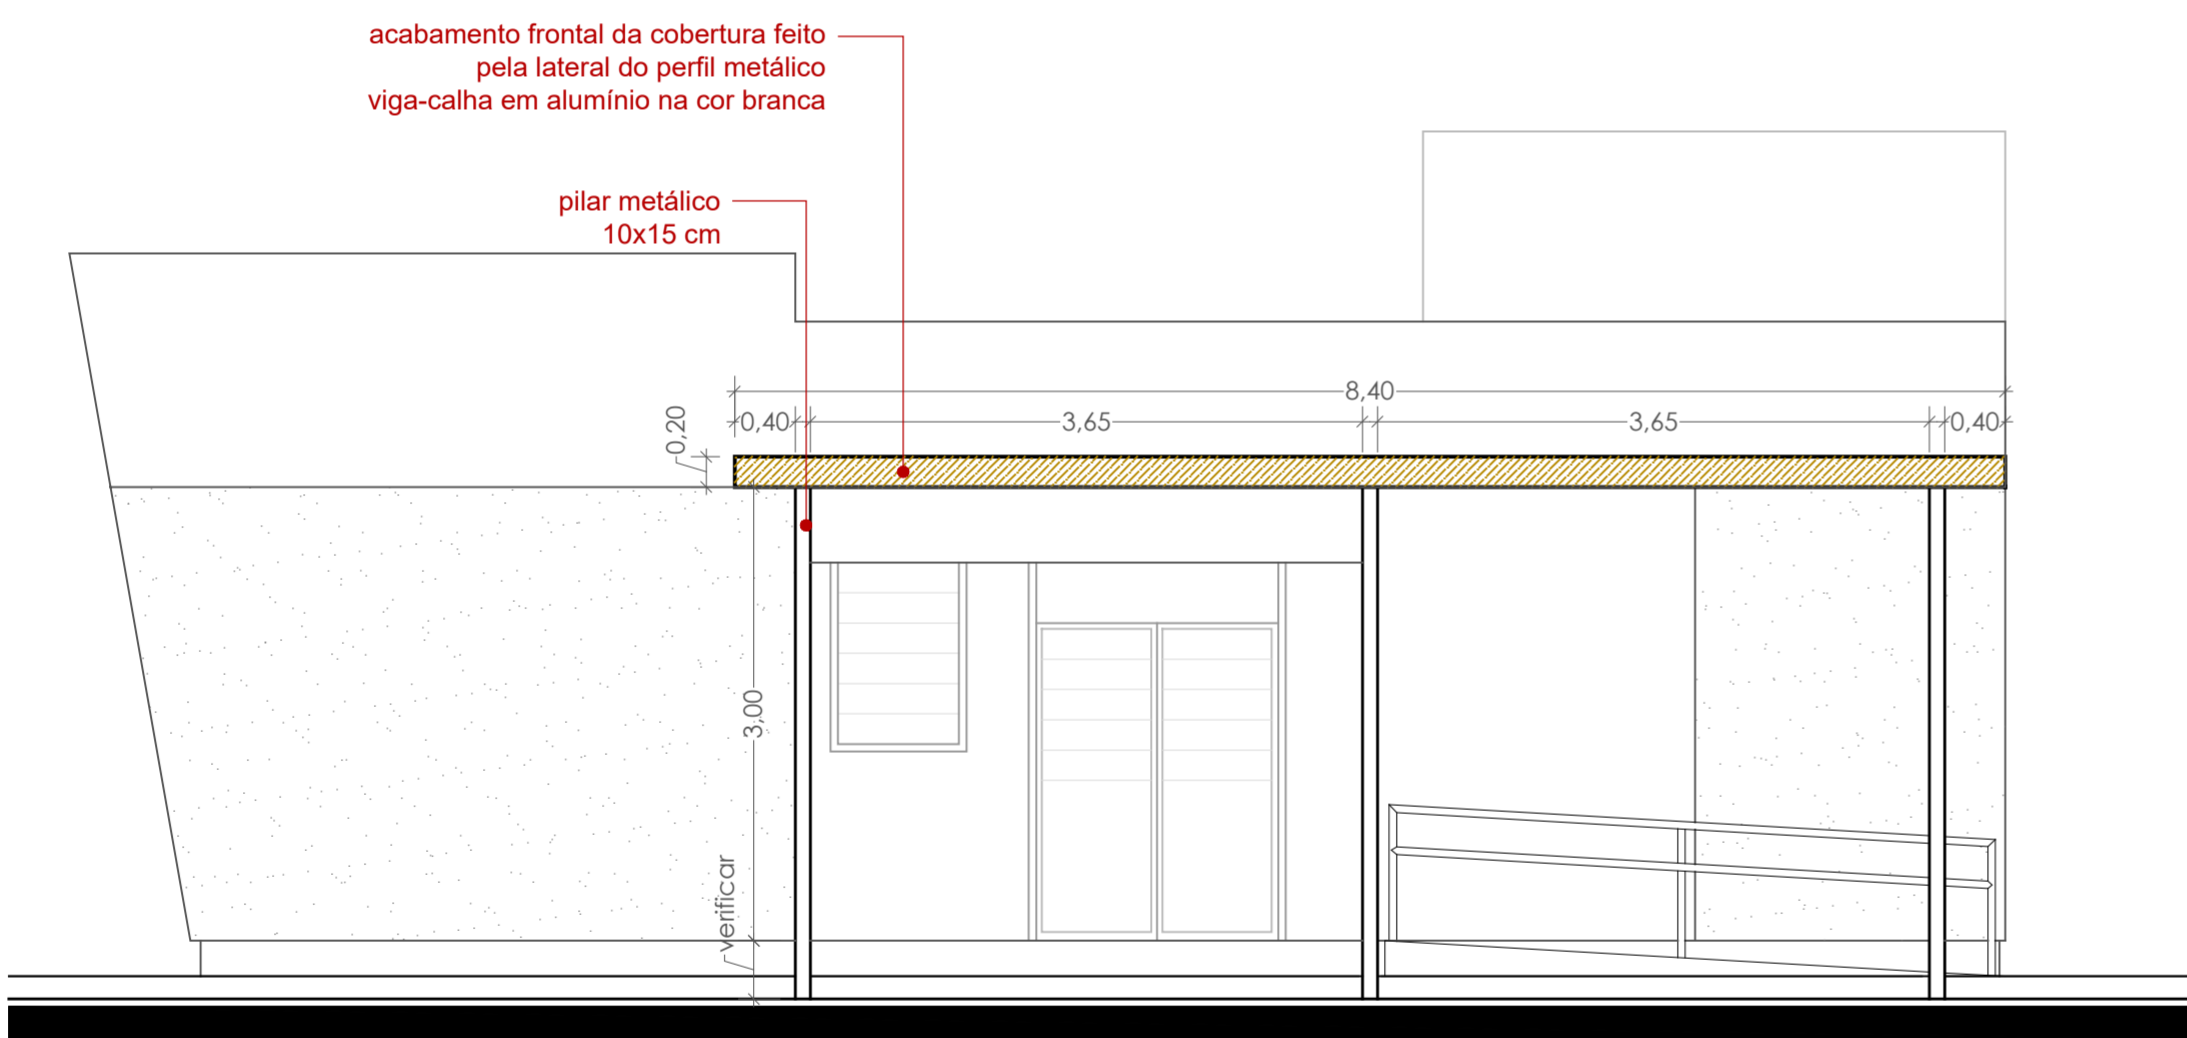 acabamento frontal da cobertura feito
pela lateral do perfil metálico
viga-calha em alumínio na cor branca
pilar metálico
10x15 cm
8,40
0,20
0,40
3,65
3,65
0,40
3,00
verificar